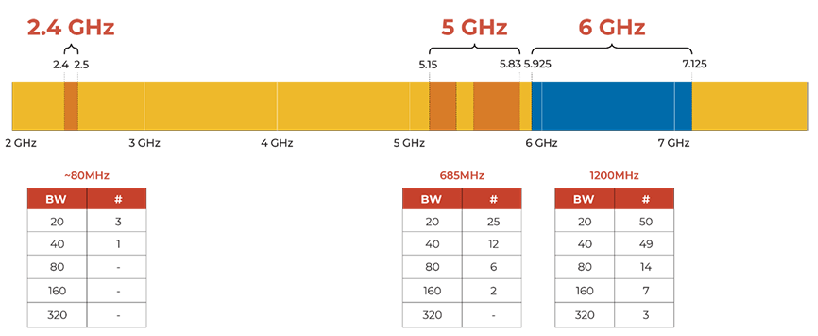 2.4 GHz 5 GHz 6 GHz
2.4 2.5 5.15 5.83 5.925 7.125
2 GHz 3 GHz 4 GHz 5 GHz 6 GHz 7 GHz
~80MHz 685MHz 1200MHz
BW # BW # BW #
20 3 20 25 20 50
40 1 40 12 40 49
80 - 80 6 80 14
160 - 160 2 160 7
320 - 320 - 320 3